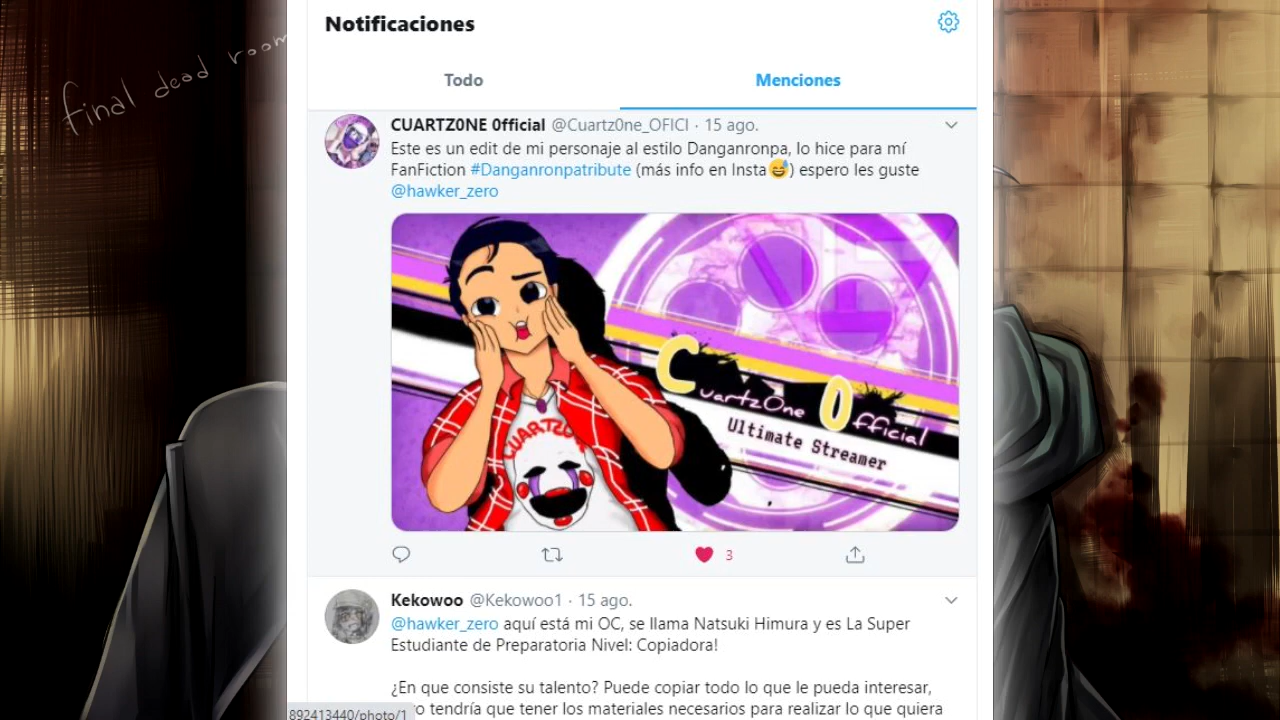 final dead room
Notificaciones
Todo
Menciones
CUARTZ0NE 0fficial @Cuartz0ne_OFICI · 15 ago.
Este es un edit de mi personaje al estilo Danganronpa, lo hice para mí
FanFiction #Danganronpatribute (más info en Insta😅) espero les guste
@hawker_zero
Cuartz0ne 0fficial
Ultimate Streamer
CUARTZ0
3
Kekowoo @Kekowoo1 · 15 ago.
@hawker_zero aquí está mi OC, se llama Natsuki Himura y es La Super
Estudiante de Preparatoria Nivel: Copiadora!
¿En que consiste su talento? Puede copiar todo lo que le pueda interesar,
tendría que tener los materiales necesarios para realizar lo que quiera
892413440/photo/1